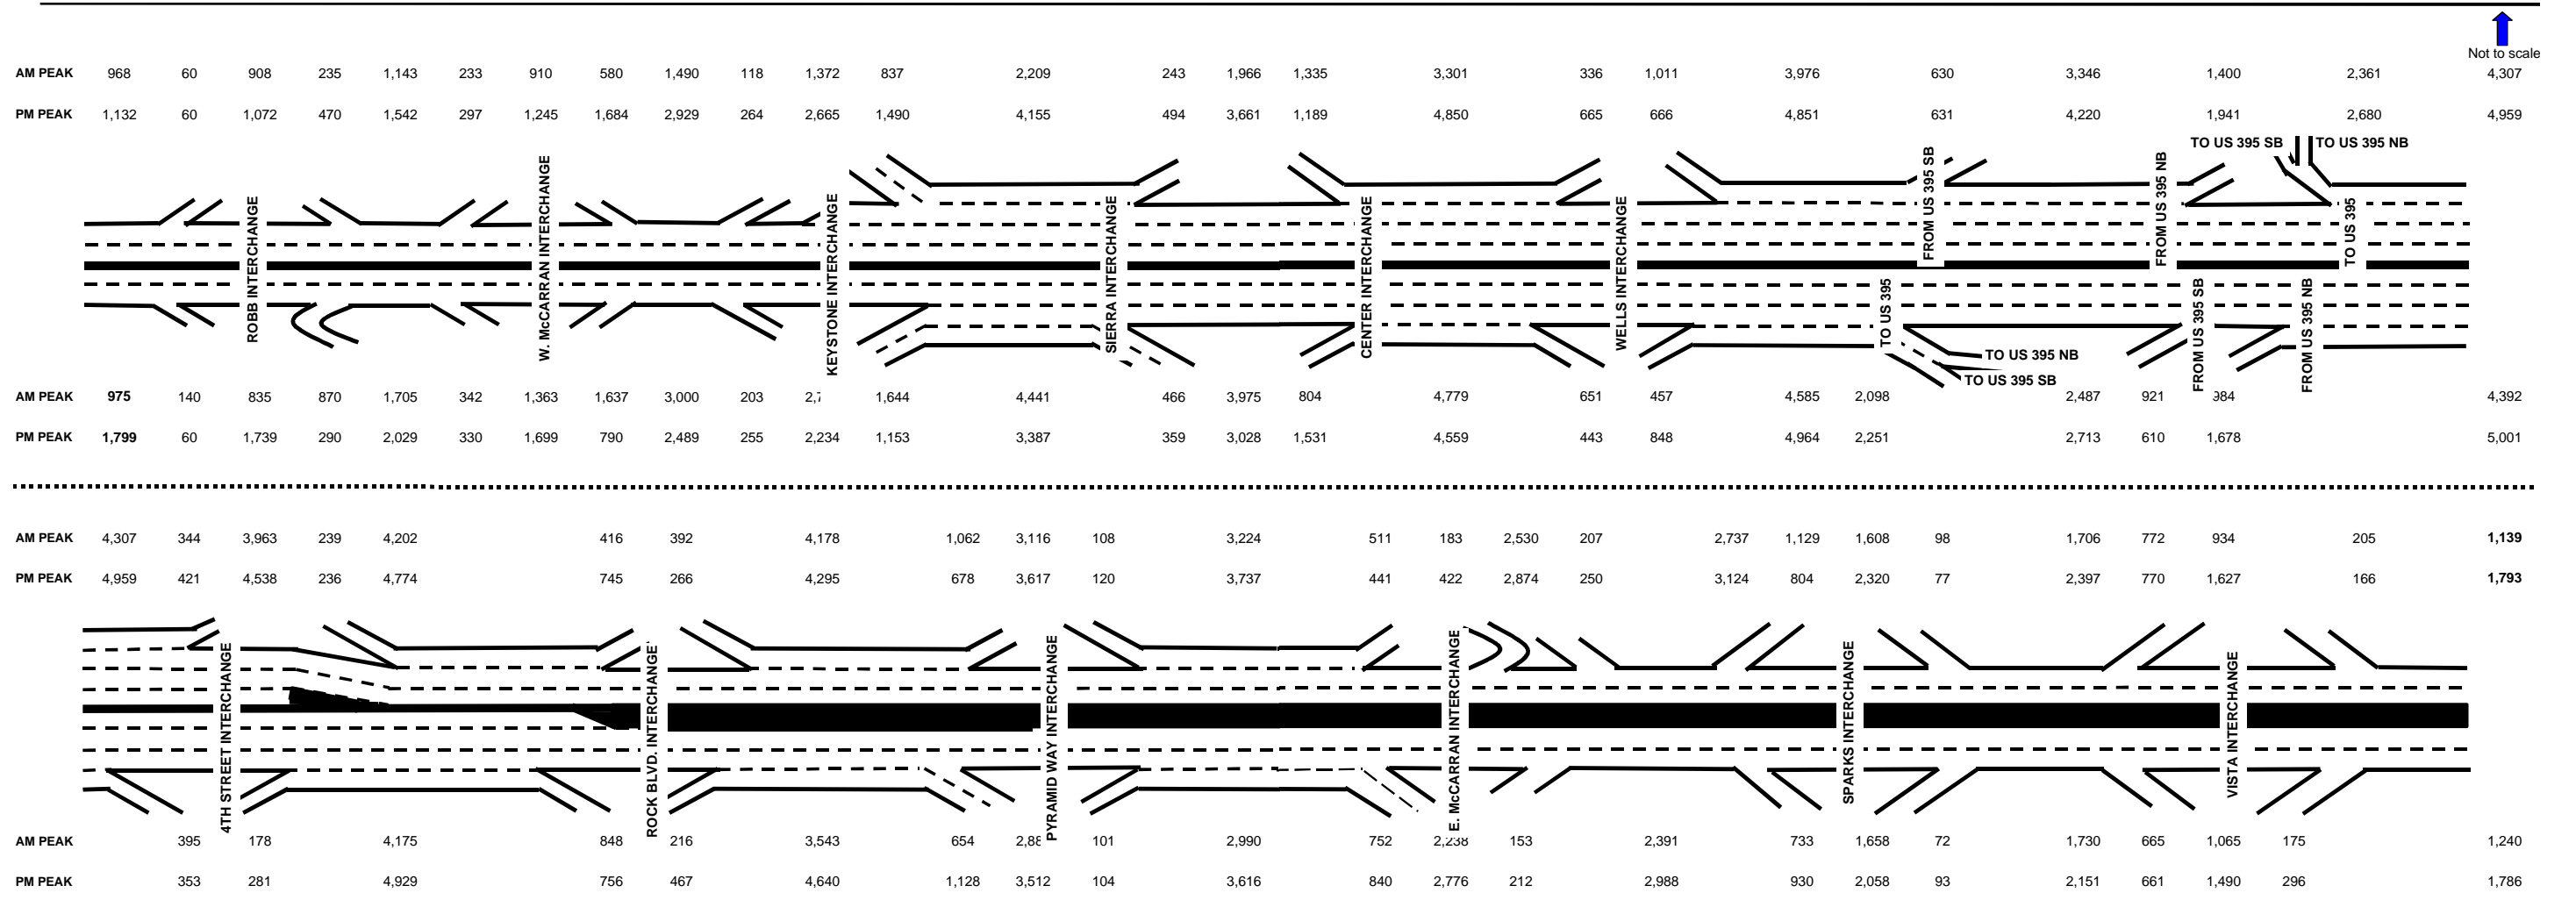 Not to scale
AM PEAK 968 60 908 235 1,143 233 910 580 1,490 118 1,372 837 2,209 243 1,966 1,335 3,301 336 1,011 3,976 630 3,346 1,400 2,361 4,307
PM PEAK 1,132 60 1,072 470 1,542 297 1,245 1,684 2,929 264 2,665 1,490 4,155 494 3,661 1,189 4,850 665 666 4,851 631 4,220 1,941 2,680 4,959
TO US 395 SB
TO US 395 NB
ROBB INTERCHANGE
W. McCARRAN INTERCHANGE
KEYSTONE INTERCHANGE
SIERRA INTERCHANGE
CENTER INTERCHANGE
WELLS INTERCHANGE
TO US 395
FROM US 395 SB
FROM US 395 NB
FROM US 395 SB
FROM US 395 NB
TO US 395
TO US 395 NB
TO US 395 SB
AM PEAK 975 140 835 870 1,705 342 1,363 1,637 3,000 203 1,644 4,441 466 3,975 804 4,779 651 457 4,585 2,098 2,487 921 4,392
PM PEAK 1,799 60 1,739 290 2,029 330 1,699 790 2,489 255 2,234 1,153 3,387 359 3,028 1,531 4,559 443 848 4,964 2,251 2,713 610 1,678 5,001
AM PEAK 4,307 344 3,963 239 4,202 416 392 4,178 1,062 3,116 108 3,224 511 183 2,530 207 2,737 1,129 1,608 98 1,706 772 934 205 1,139
PM PEAK 4,959 421 4,538 236 4,774 745 266 4,295 678 3,617 120 3,737 441 422 2,874 250 3,124 804 2,320 77 2,397 770 1,627 166 1,793
4TH STREET INTERCHANGE
ROCK BLVD. INTERCHANGE
PYRAMID WAY INTERCHANGE
E. McCARRAN INTERCHANGE
SPARKS INTERCHANGE
VISTA INTERCHANGE
AM PEAK 395 178 4,175 848 216 3,543 654 101 2,990 752 2,238 153 2,391 733 1,658 72 1,730 665 1,065 175 1,240
PM PEAK 353 281 4,929 756 467 4,640 1,128 3,512 104 3,616 840 2,776 212 2,988 930 2,058 93 2,151 661 1,490 296 1,786